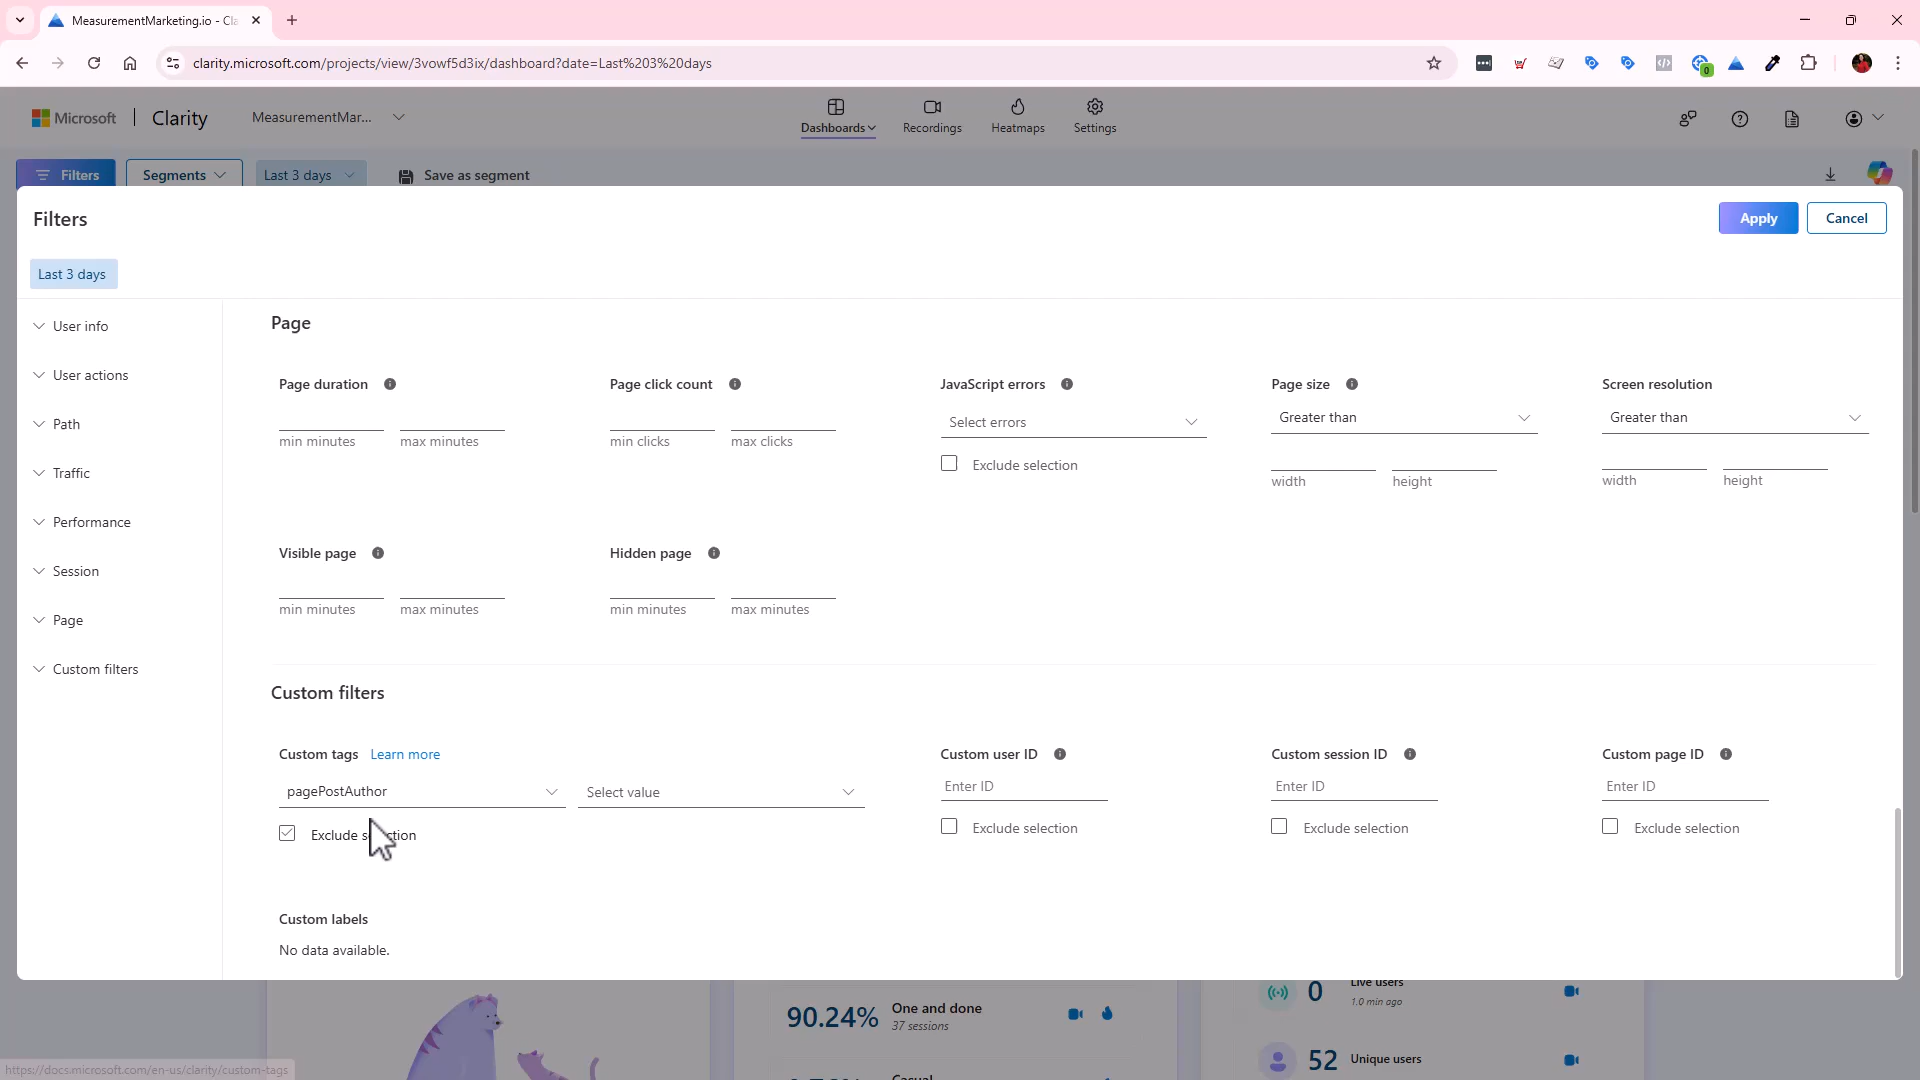 MeasurementMarketing.io - Cla
clarity.microsoft.com/projects/view/3vowf5d3ix/dashboard?date=Last%203%20days
0
Microsoft | Clarity
MeasurementMar...
Dashboards
Recordings
Heatmaps
Settings
Filters
Segments
Last 3 days
Save as segment
Filters
Apply
Cancel
Last 3 days
User info
User actions
Path
Traffic
Performance
Session
Page
Custom filters
Page
Page duration
min minutes
max minutes
Page click count
min clicks
max clicks
JavaScript errors
Select errors
Exclude selection
Page size
Greater than
width
height
Screen resolution
Greater than
width
height
Visible page
min minutes
max minutes
Hidden page
min minutes
max minutes
Custom filters
Custom tags Learn more
pagePostAuthor
Select value
Exclude selection
Custom user ID
Enter ID
Exclude selection
Custom session ID
Enter ID
Exclude selection
Custom page ID
Enter ID
Exclude selection
Custom labels
No data available.
90.24%
One and done
37 sessions
Casual
0
Live users
1.0 min ago
52
Unique users
https://docs.microsoft.com/en-us/clarity/custom-tags